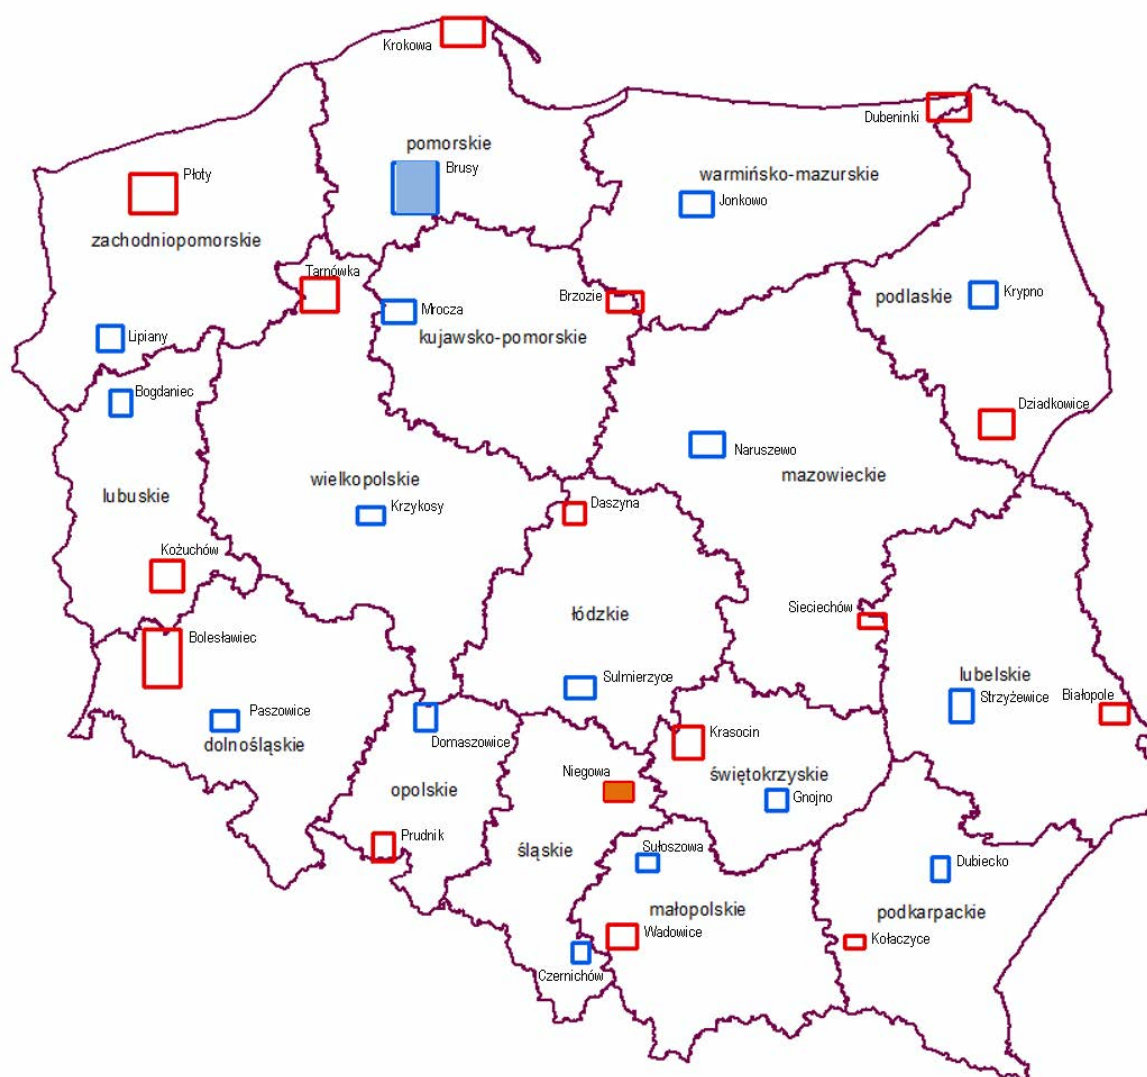 Krokowa
Dubeninki
pomorskie
Brusy
Płoty
warmińsko-mazurskie
Jonkowo
zachodniopomorskie
Tarnówka
Brzozie
podlaskie
Krypno
Mrocza
Lipiany
kujawsko-pomorskie
Bogdaniec
Dziadkowice
Naruszewo
mazowieckie
wielkopolskie
lubuskie
Krzykosy
Daszyna
Kożuchów
Sieciechów
łódzkie
Bolesławiec
lubelskie
Sulmierzyce
Strzyżewice
Białopole
Paszowice
dolnośląskie
Domaszowice
Krasocin
Niegowa
świętokrzyskie
opolskie
Gnojno
Prudnik
śląskie
Sułoszowa
Dubiecko
małopolskie
podkarpackie
Wadowice
Kołaczyce
Czernichów